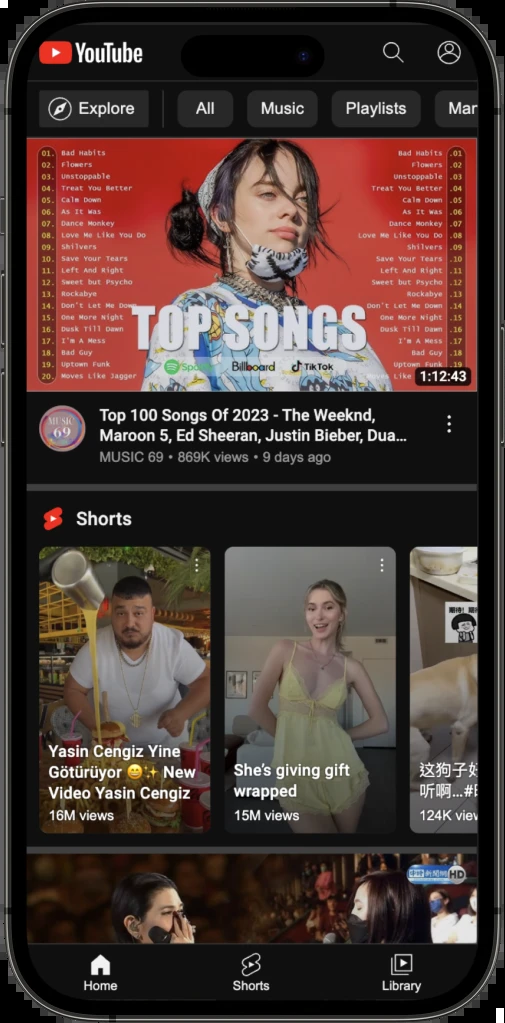 YouTube
Explore
All
Music
Playlists
Mar
01. Bad Habits
02. Flowers
03. Unstoppable
04. Treat You Better
05. Calm Down
06. As It Was
07. Dance Monkey
08. Love Me Like You Do
09. Shilvers
10. Save Your Tears
11. Left And Right
12. Sweet but Psycho
13. Rockabye
14. Don't Let Me Down
15. One More Night
16. Dusk Till Dawn
17. I'm A Mess
18. Bad Guy
19. Uptown Funk
20. Moves Like Jagger
Bad Habits .01
Flowers .02
Unstoppable .03
Treat You Better .04
Calm Down .05
As It Was .06
Dance Monkey .07
Love Me Like You Do .08
Shilvers .09
Save Your Tears .10
Left And Right .11
Sweet but Psycho .12
Rockabye .13
Don't Let Me Down .14
One More Night .15
Dusk Till Dawn .16
I'm A Mess .17
Bad Guy .18
Uptown Funk .19
Moves Like
TOP SONGS
Billboard
TikTok
1:12:43
MUSIC
69
Top 100 Songs Of 2023 - The Weeknd,
Maroon 5, Ed Sheeran, Justin Bieber, Dua...
MUSIC 69 • 869K views • 9 days ago
Shorts
Yasin Cengiz Yine
Götürüyor 😄✨ New
Video Yasin Cengiz
16M views
She's giving gift
wrapped
15M views
这狗子好
听啊...#
124K view
HD
Home
Shorts
Library